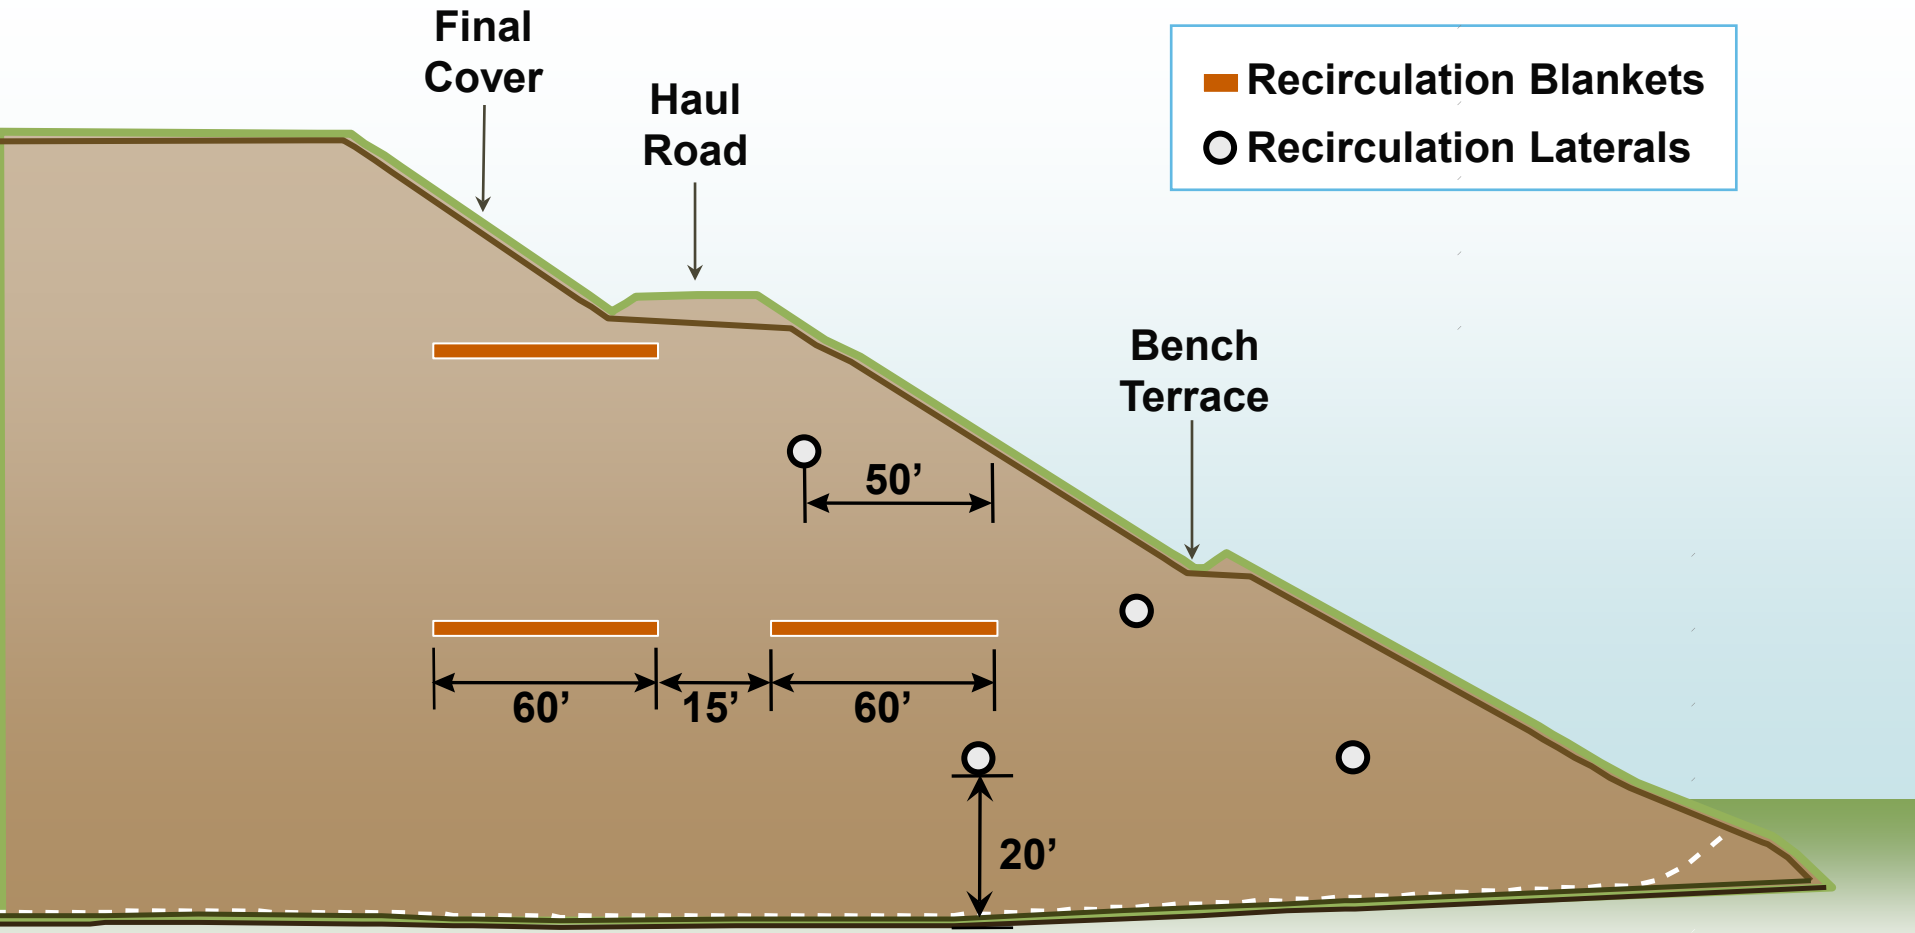 Final
Cover
Haul
Road
Recirculation Blankets
Recirculation Laterals
Bench
Terrace
50’
60’
15’
60’
20’